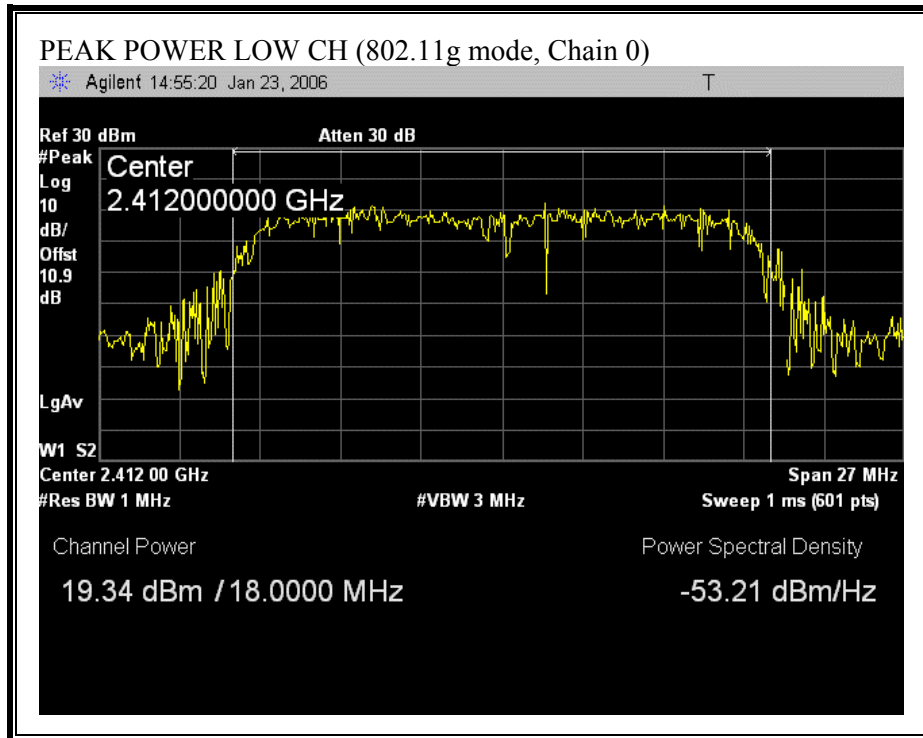 PEAK POWER LOW CH (802.11g mode, Chain 0)
Agilent 14:55:20 Jan 23, 2006 T
Ref 30 dBm Atten 30 dB
#Peak
Log
10
dB/
Offst
10.9
dB
Center
2.412000000 GHz
LgAv
W1 S2
Center 2.412 00 GHz Span 27 MHz
#Res BW 1 MHz #VBW 3 MHz Sweep 1 ms (601 pts)
Channel Power Power Spectral Density
19.34 dBm / 18.0000 MHz -53.21 dBm/Hz